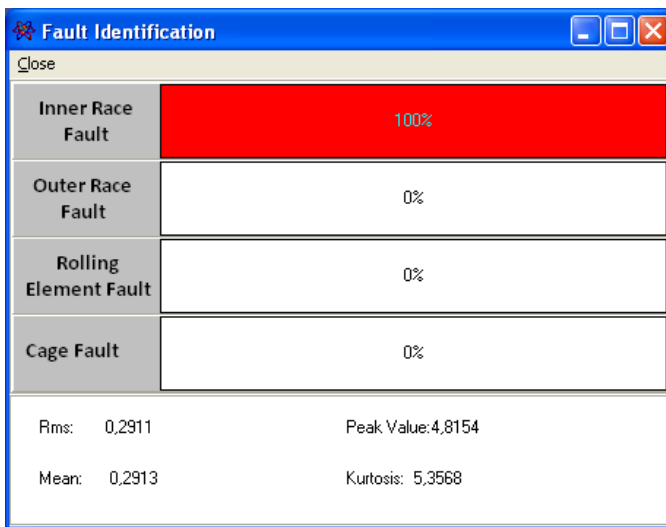 Fault Identification
Close
Inner Race
Fault
100%
Outer Race
Fault
0%
Rolling
Element Fault
0%
Cage Fault
0%
Rms: 0,2911
Peak Value:4,8154
Mean: 0,2913
Kurtosis: 5,3568